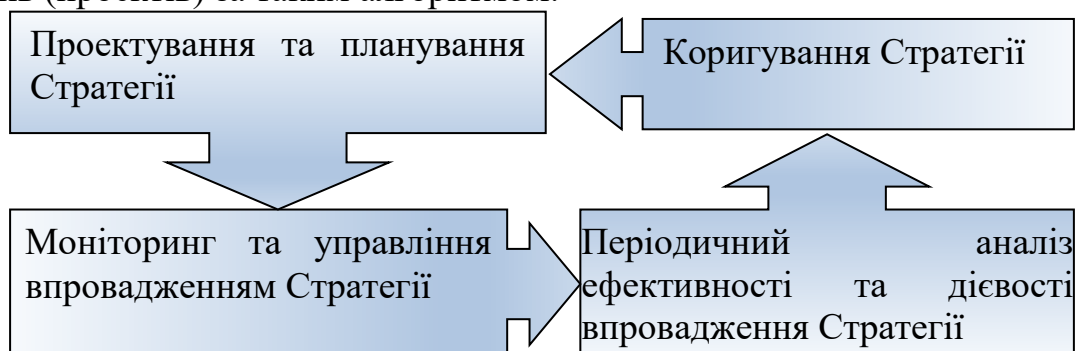 Проектування та планування
Стратегії
Коригування Стратегії
Моніторинг та управління
впровадженням Стратегії
Періодичний аналіз
ефективності та дієвості
впровадження Стратегії